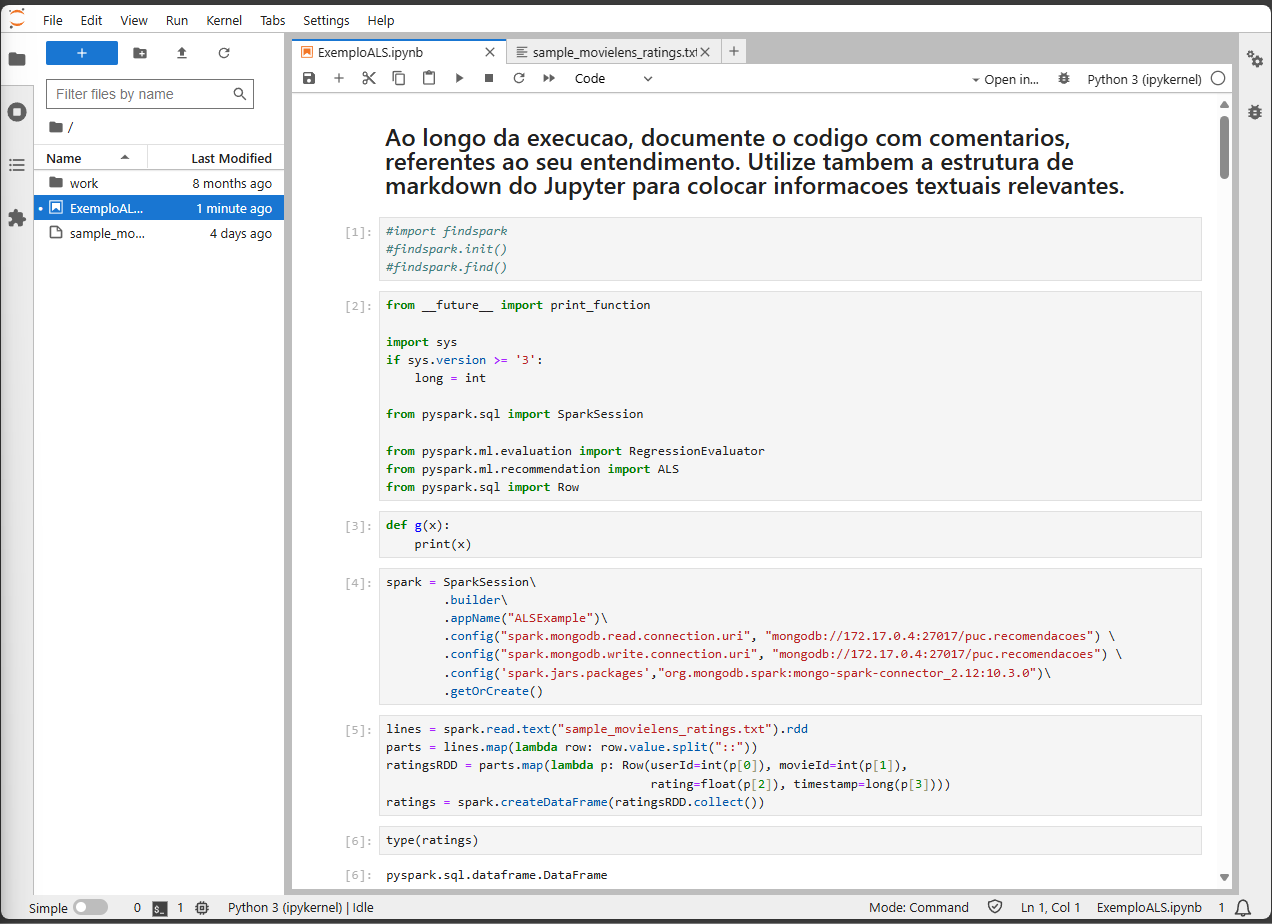 File Edit View Run Kernel Tabs Settings Help
+
Filter files by name
/
Name Last Modified
work 8 months ago
ExemploAL... 1 minute ago
sample_mo... 4 days ago
ExemploALS.ipynb sample_movielens_ratings.txt
Code Open in... Python 3 (ipykernel)
Ao longo da execucao, documente o codigo com comentarios,
referentes ao seu entendimento. Utilize tambem a estrutura de
markdown do Jupyter para colocar informacoes textuais relevantes.
[1]: #import findspark
#findspark.init()
#findspark.find()
[2]: from __future__ import print_function
import sys
if sys.version >= '3':
    long = int
from pyspark.sql import SparkSession
from pyspark.ml.evaluation import RegressionEvaluator
from pyspark.ml.recommendation import ALS
from pyspark.sql import Row
[3]: def g(x):
    print(x)
[4]: spark = SparkSession\
        .builder\
        .appName("ALSExample")\
        .config("spark.mongodb.read.connection.uri", "mongodb://172.17.0.4:27017/puc.recomendacoes") \
        .config("spark.mongodb.write.connection.uri", "mongodb://172.17.0.4:27017/puc.recomendacoes") \
        .config('spark.jars.packages',"org.mongodb.spark:mongo-spark-connector_2.12:10.3.0")\
        .getOrCreate()
[5]: lines = spark.read.text("sample_movielens_ratings.txt").rdd
parts = lines.map(lambda row: row.value.split("::"))
ratingsRDD = parts.map(lambda p: Row(userId=int(p[0]), movieId=int(p[1]),
                                     rating=float(p[2]), timestamp=long(p[3])))
ratings = spark.createDataFrame(ratingsRDD.collect())
[6]: type(ratings)
[6]: pyspark.sql.dataframe.DataFrame
Simple 0 $_ 1 Python 3 (ipykernel) | Idle Mode: Command Ln 1, Col 1 ExemploALS.ipynb 1